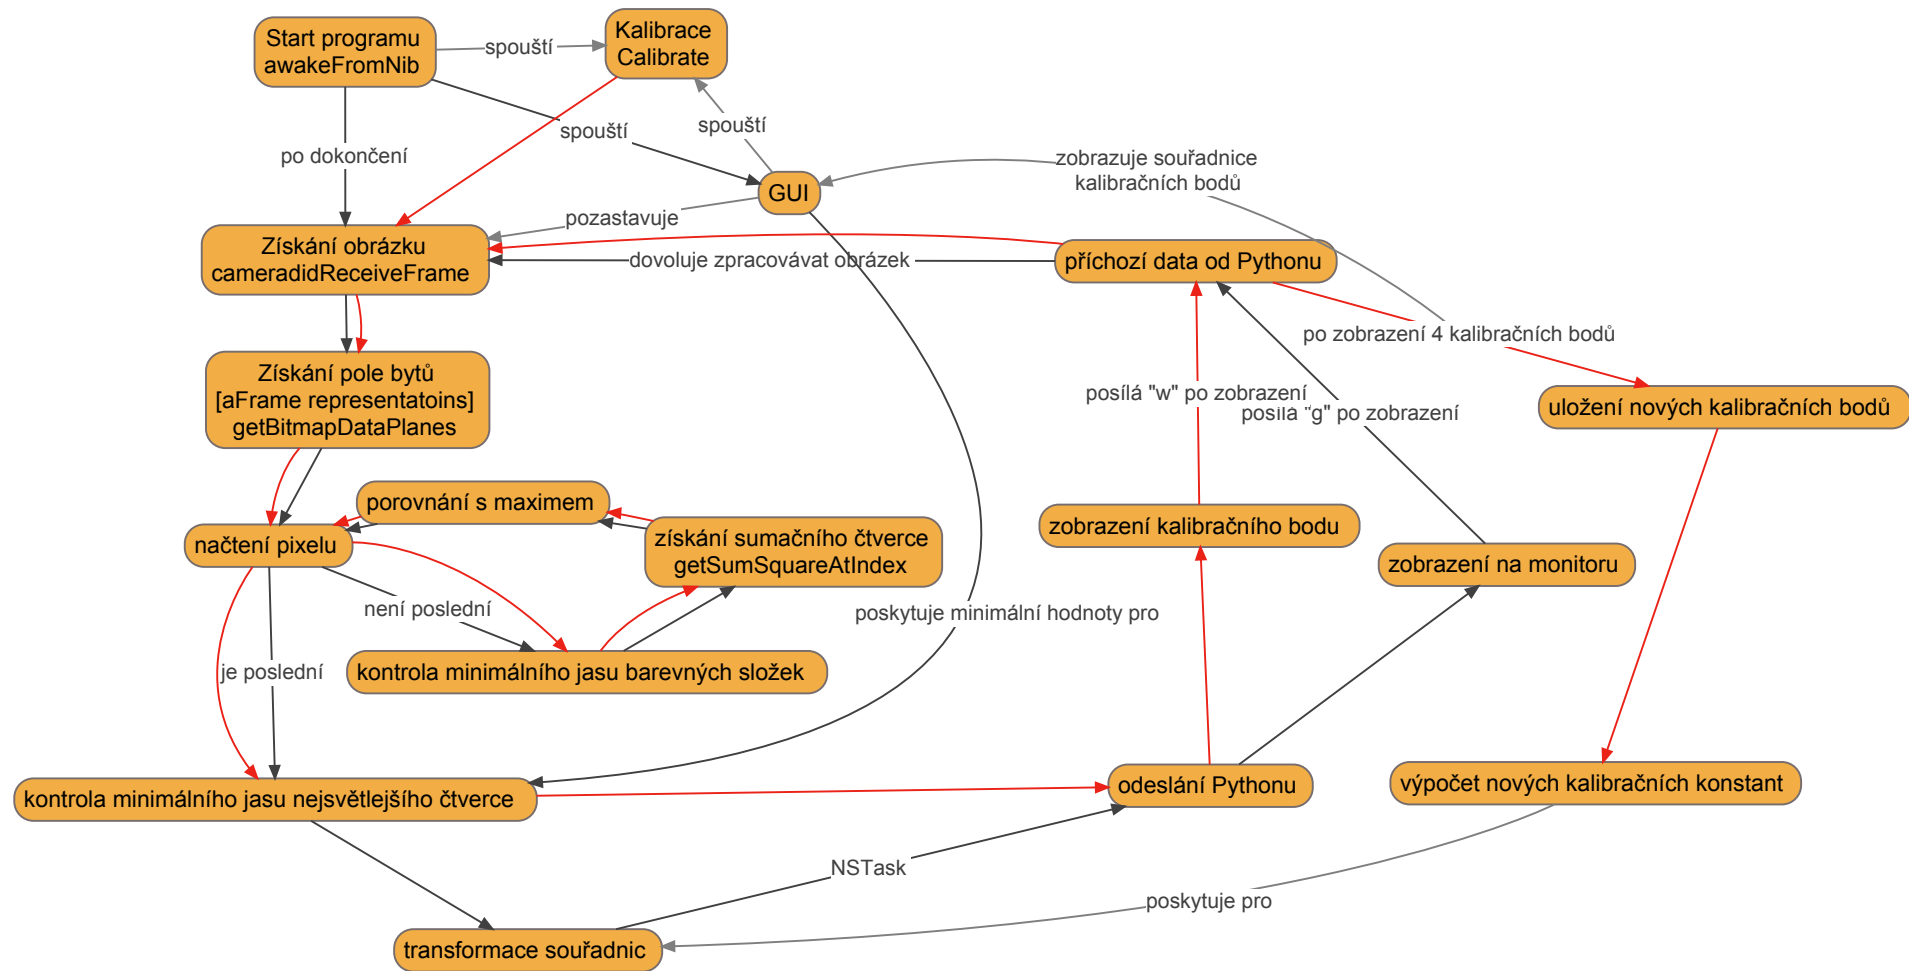 Start programu
awakeFromNib
spouští
Kalibrace
Calibrate
spouští
spouští
po dokončení
zobrazuje souřadnice
kalibračních bodů
GUI
pozastavuje
Získání obrázku
cameradidReceiveFrame
dovoluje zpracovávat obrázek
příchozí data od Pythonu
po zobrazení 4 kalibračních bodů
Získání pole bytů
[aFrame representatoins]
getBitmapDataPlanes
posílá "w" po zobrazení
posílá "g" po zobrazení
uložení nových kalibračních bodů
porovnání s maximem
načtení pixelu
získání sumačního čtverce
getSumSquareAtIndex
zobrazení kalibračního bodu
zobrazení na monitoru
není poslední
poskytuje minimální hodnoty pro
je poslední
kontrola minimálního jasu barevných složek
kontrola minimálního jasu nejsvětlejšího čtverce
odeslání Pythonu
výpočet nových kalibračních konstant
NSTask
poskytuje pro
transformace souřadnic